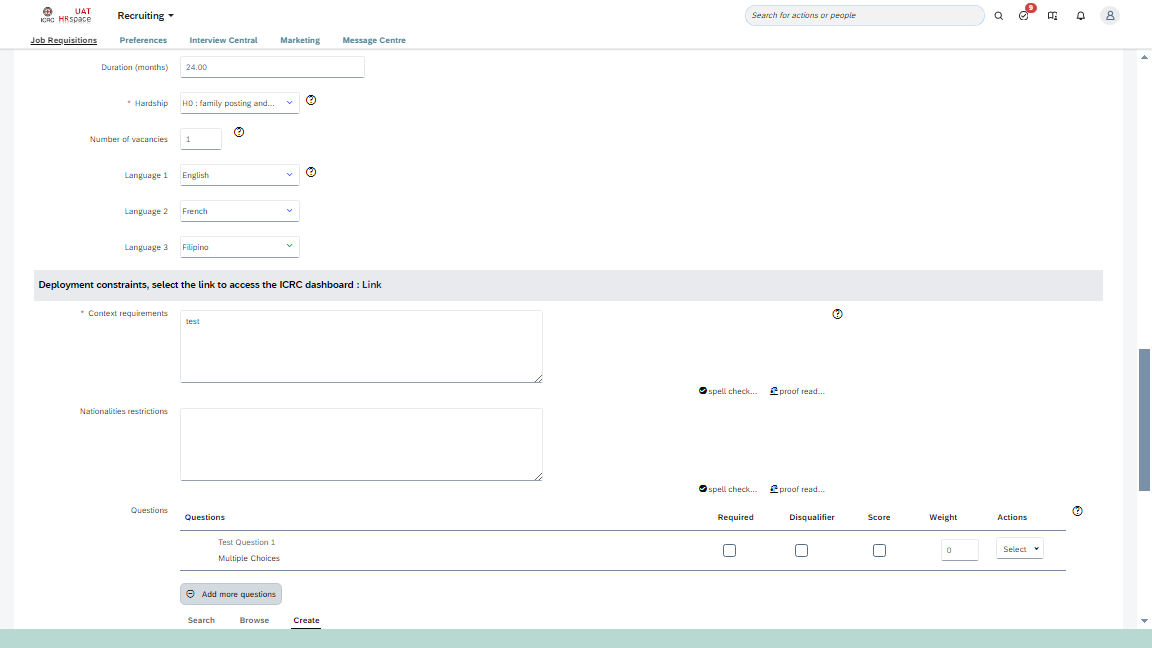 UAT
ICRC HRspace
Recruiting
Search for actions or people
9
Job Requisitions Preferences Interview Central Marketing Message Centre
Duration (months) 24.00
* Hardship H0 : family posting and...
Number of vacancies 1
Language 1 English
Language 2 French
Language 3 Filipino
Deployment constraints, select the link to access the ICRC dashboard : Link
* Context requirements test
spell check... proof read...
Nationalities restrictions
spell check... proof read...
Questions
Questions Required Disqualifier Score Weight Actions
Test Question 1
Multiple Choices 0 Select
Add more questions
Search Browse Create